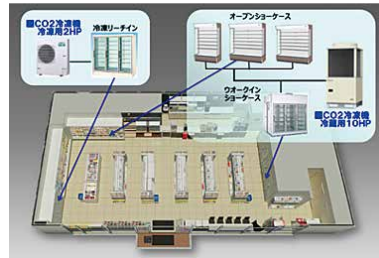 ■CO2冷凍機
冷凍用2HP
冷凍リーチイン
オープンショーケース
ウオークイン
ショーケース
■CO2冷凍機
冷蔵用10HP